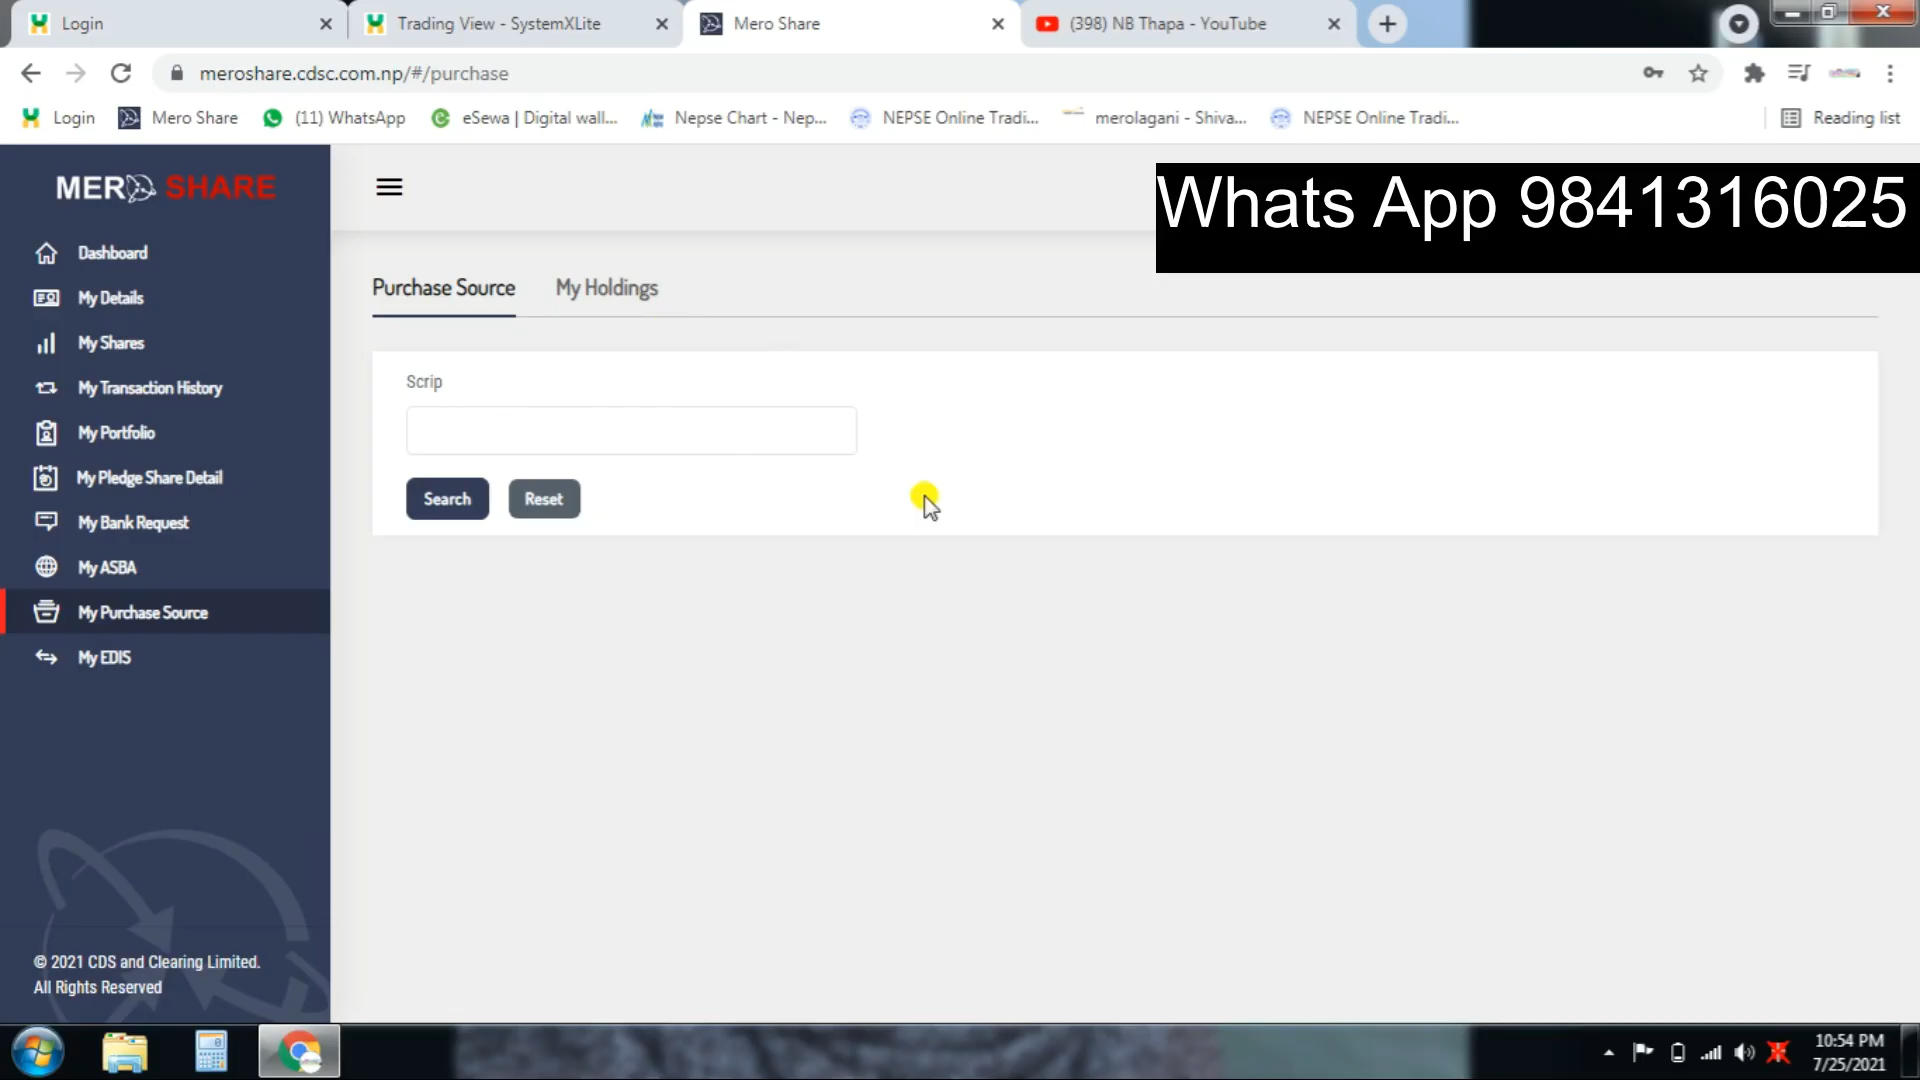 Login
Trading View - SystemXLite
Mero Share
(398) NB Thapa - YouTube
meroshare.cdsc.com.np/#/purchase
Login
Mero Share
(11) WhatsApp
eSewa | Digital wall...
Nepse Chart - Nep...
NEPSE Online Tradi...
merolagani - Shiva...
NEPSE Online Tradi...
Reading list
MERO SHARE
Whats App 9841316025
Dashboard
My Details
My Shares
My Transaction History
My Portfolio
My Pledge Share Detail
My Bank Request
My ASBA
My Purchase Source
My EDIS
© 2021 CDS and Clearing Limited.
All Rights Reserved
Purchase Source
My Holdings
Scrip
Search
Reset
10:54 PM
7/25/2021